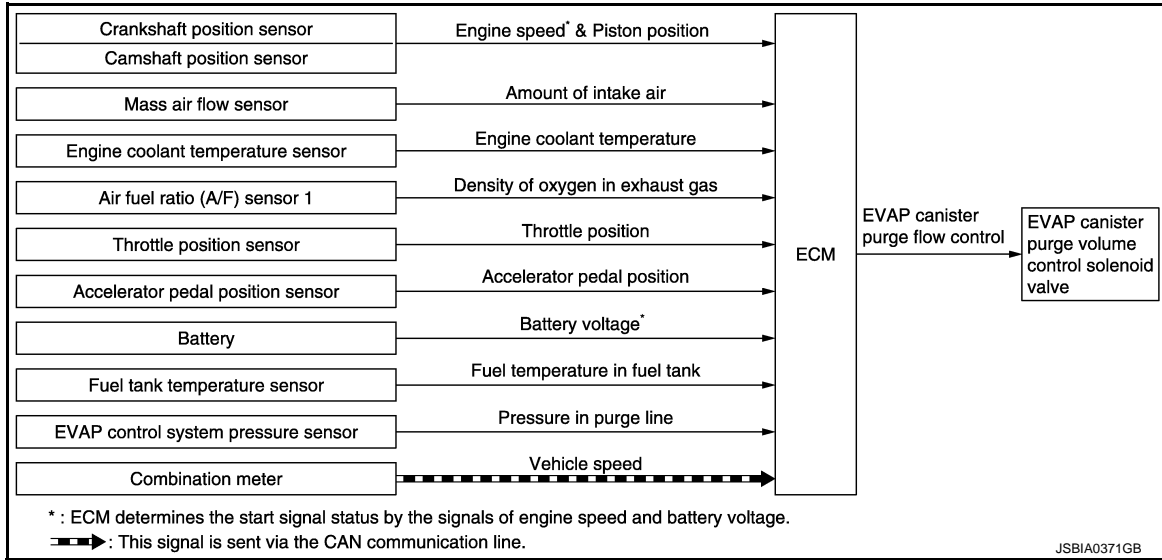 Crankshaft position sensor
Camshaft position sensor
Engine speed* & Piston position
Mass air flow sensor
Amount of intake air
Engine coolant temperature sensor
Engine coolant temperature
Air fuel ratio (A/F) sensor 1
Density of oxygen in exhaust gas
Throttle position sensor
Throttle position
Accelerator pedal position sensor
Accelerator pedal position
Battery
Battery voltage*
Fuel tank temperature sensor
Fuel temperature in fuel tank
EVAP control system pressure sensor
Pressure in purge line
Combination meter
Vehicle speed
ECM
EVAP canister
purge flow control
EVAP canister
purge volume
control solenoid
valve
* : ECM determines the start signal status by the signals of engine speed and battery voltage.
: This signal is sent via the CAN communication line.
JSBIA0371GB